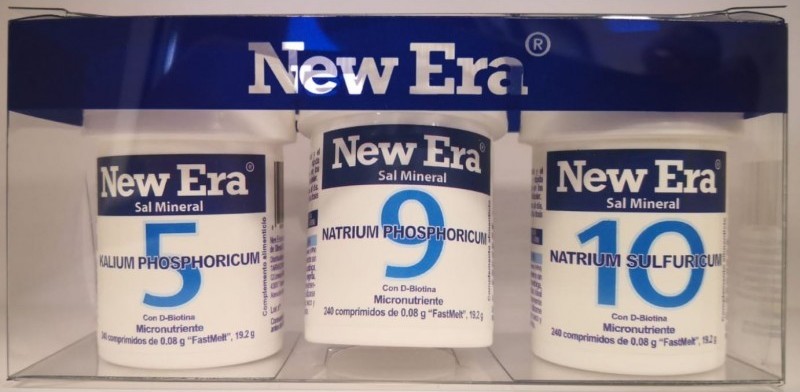 New Era®
New Era®
Sal Mineral
5
KALIUM PHOSPHORICUM
Con D-Biotina
Micronutriente
240 comprimidos de 0.08 g "FastMelt", 19.2 g
Complemento alimenticio
New Era®
Sal Mineral
9
NATRIUM PHOSPHORICUM
Con D-Biotina
Micronutriente
240 comprimidos de 0.08 g "FastMelt", 19.2 g
New Era®
Sal Mineral
10
NATRIUM SULFURICUM
Con D-Biotina
Micronutriente
240 comprimidos de 0.08 g "FastMelt", 19.2 g